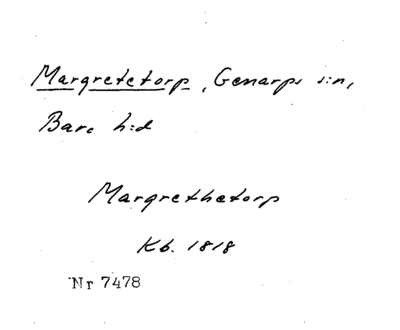 Margretetorp, Genarps s:n,
Bara h:d
Margrethetorp
Kb. 1818
Nr 7478